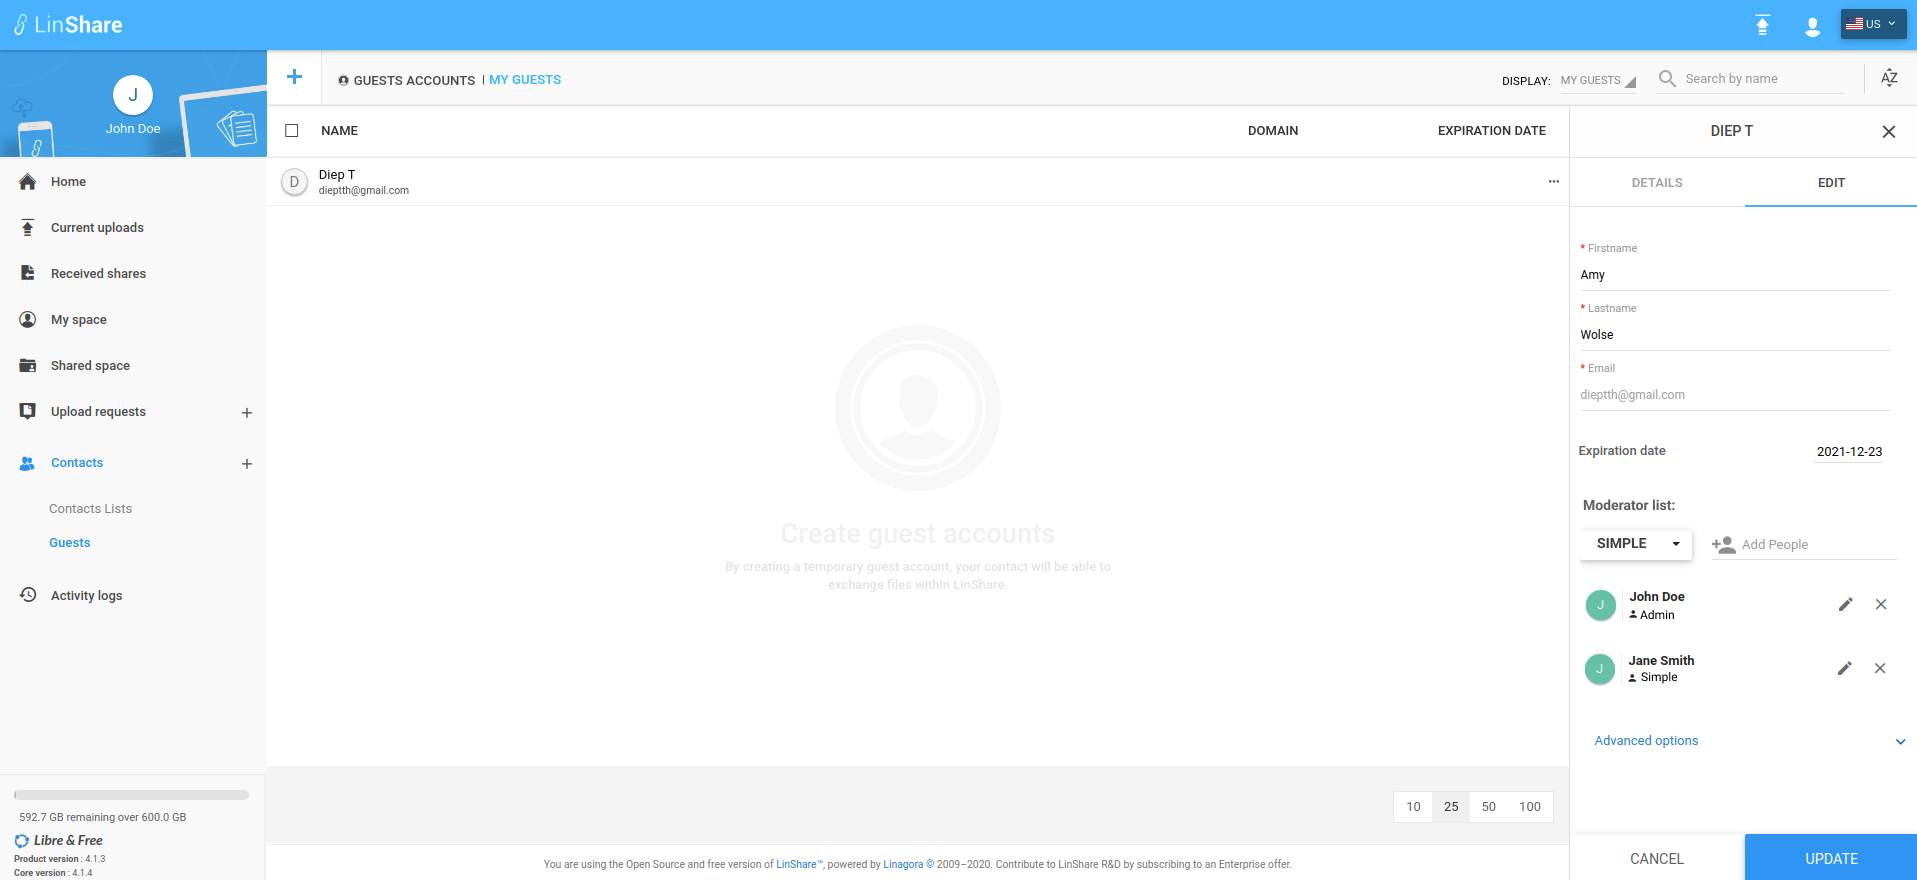 LinShare
US
J
John Doe
Home
Current uploads
Received shares
My space
Shared space
Upload requests +
Contacts +
Contacts Lists
Guests
Activity logs
592.7 GB remaining over 600.0 GB
Libre & Free
Product version : 4.1.3
Core version : 4.1.4
+ GUESTS ACCOUNTS | MY GUESTS
DISPLAY: MY GUESTS
Search by name
AZ
NAME DOMAIN EXPIRATION DATE
D
Diep T
dieptth@gmail.com
...
Create guest accounts
By creating a temporary guest account, your contact will be able to
exchange files within LinShare.
10 25 50 100
You are using the Open Source and free version of LinShare™, powered by Linagora © 2009–2020. Contribute to LinShare R&D by subscribing to an Enterprise offer.
DIEP T
DETAILS EDIT
* Firstname
Amy
* Lastname
Wolse
* Email
dieptth@gmail.com
Expiration date 2021-12-23
Moderator list:
SIMPLE Add People
J
John Doe
Admin
J
Jane Smith
Simple
Advanced options
CANCEL UPDATE